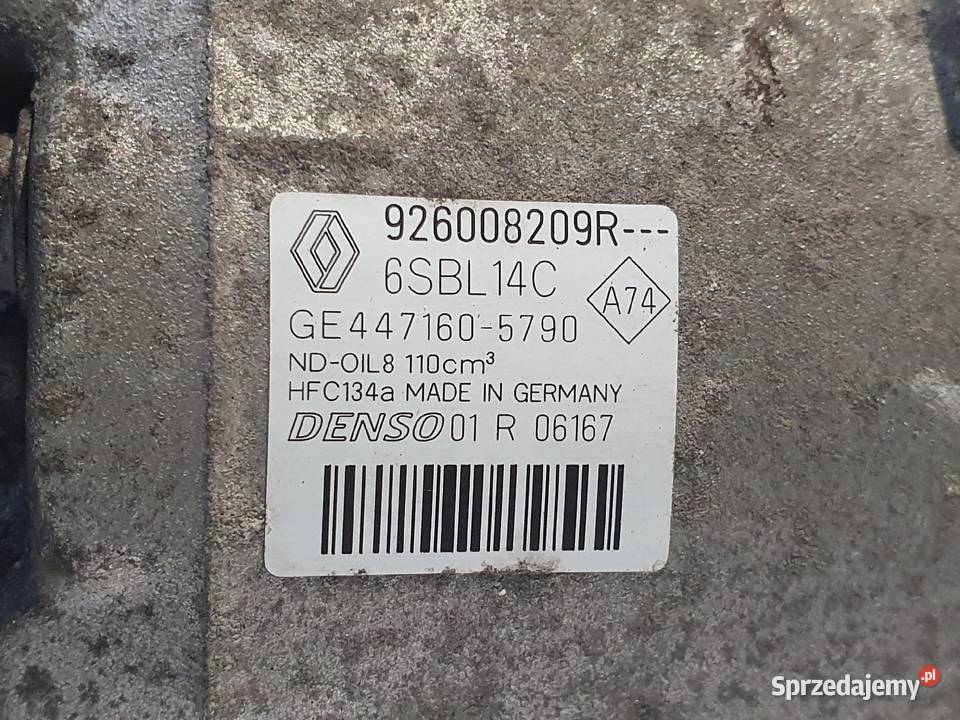 926008209R---
6SBL14C
A74
GE447160-5790
ND-OIL8 110cm³
HFC134a MADE IN GERMANY
DENSO 01 R 06167
Sprzedajemy.pl